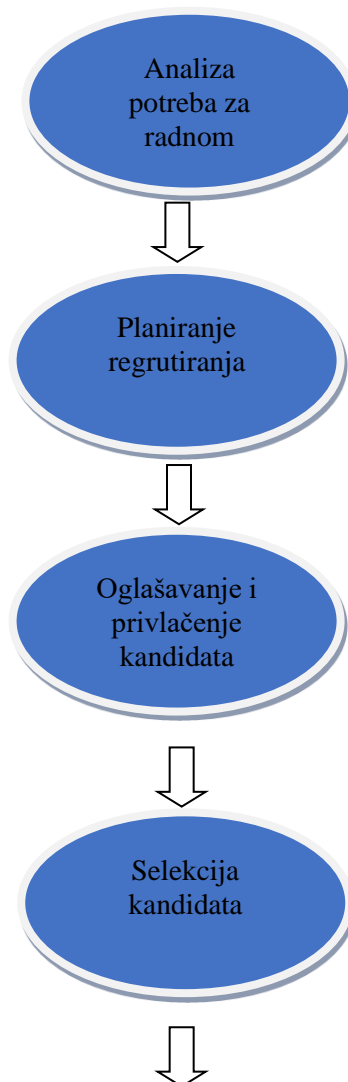 Analiza
potreba za
radnom
Planiranje
regrutiranja
Oglašavanje i
privlačenje
kandidata
Selekcija
kandidata